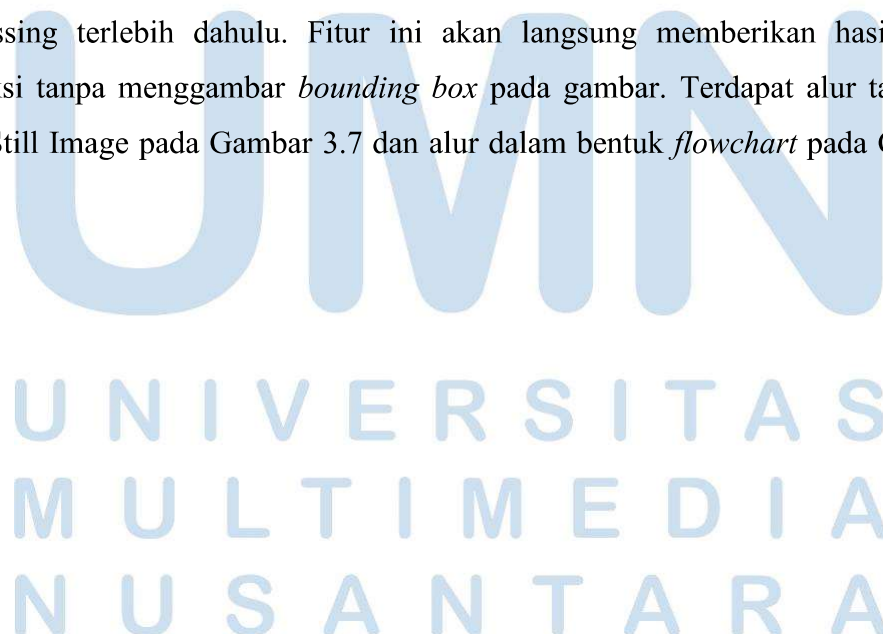 ssing terlebih dahulu. Fitur ini akan langsung memberikan hasi
ksi tanpa menggambar bounding box pada gambar. Terdapat alur ta
Still Image pada Gambar 3.7 dan alur dalam bentuk flowchart pada G
UMN
UNIVERSITAS
MULTIMEDIA
NUSANTARA